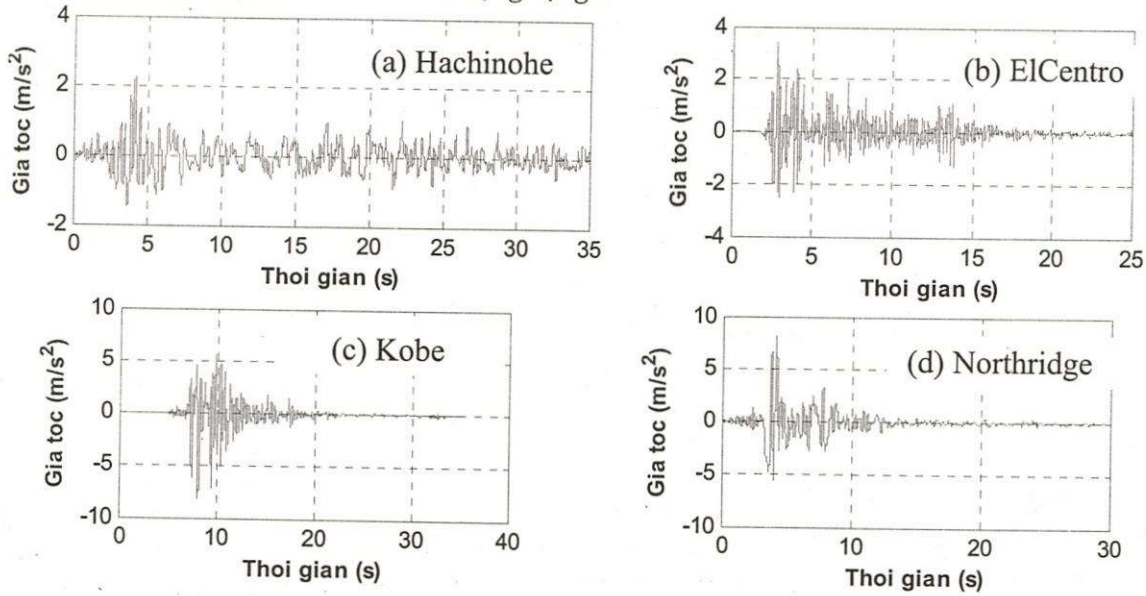 4
2
0
-2
Gia toc (m/s²)
(a) Hachinohe
0 5 10 15 20 25 30 35
Thoi gian (s)
4
2
0
-2
-4
Gia toc (m/s²)
(b) ElCentro
0 5 10 15 20 25
Thoi gian (s)
10
5
0
-5
-10
Gia toc (m/s²)
(c) Kobe
0 10 20 30 40
Thoi gian (s)
10
5
0
-5
-10
Gia toc (m/s²)
(d) Northridge
0 10 20 30
Thoi gian (s)